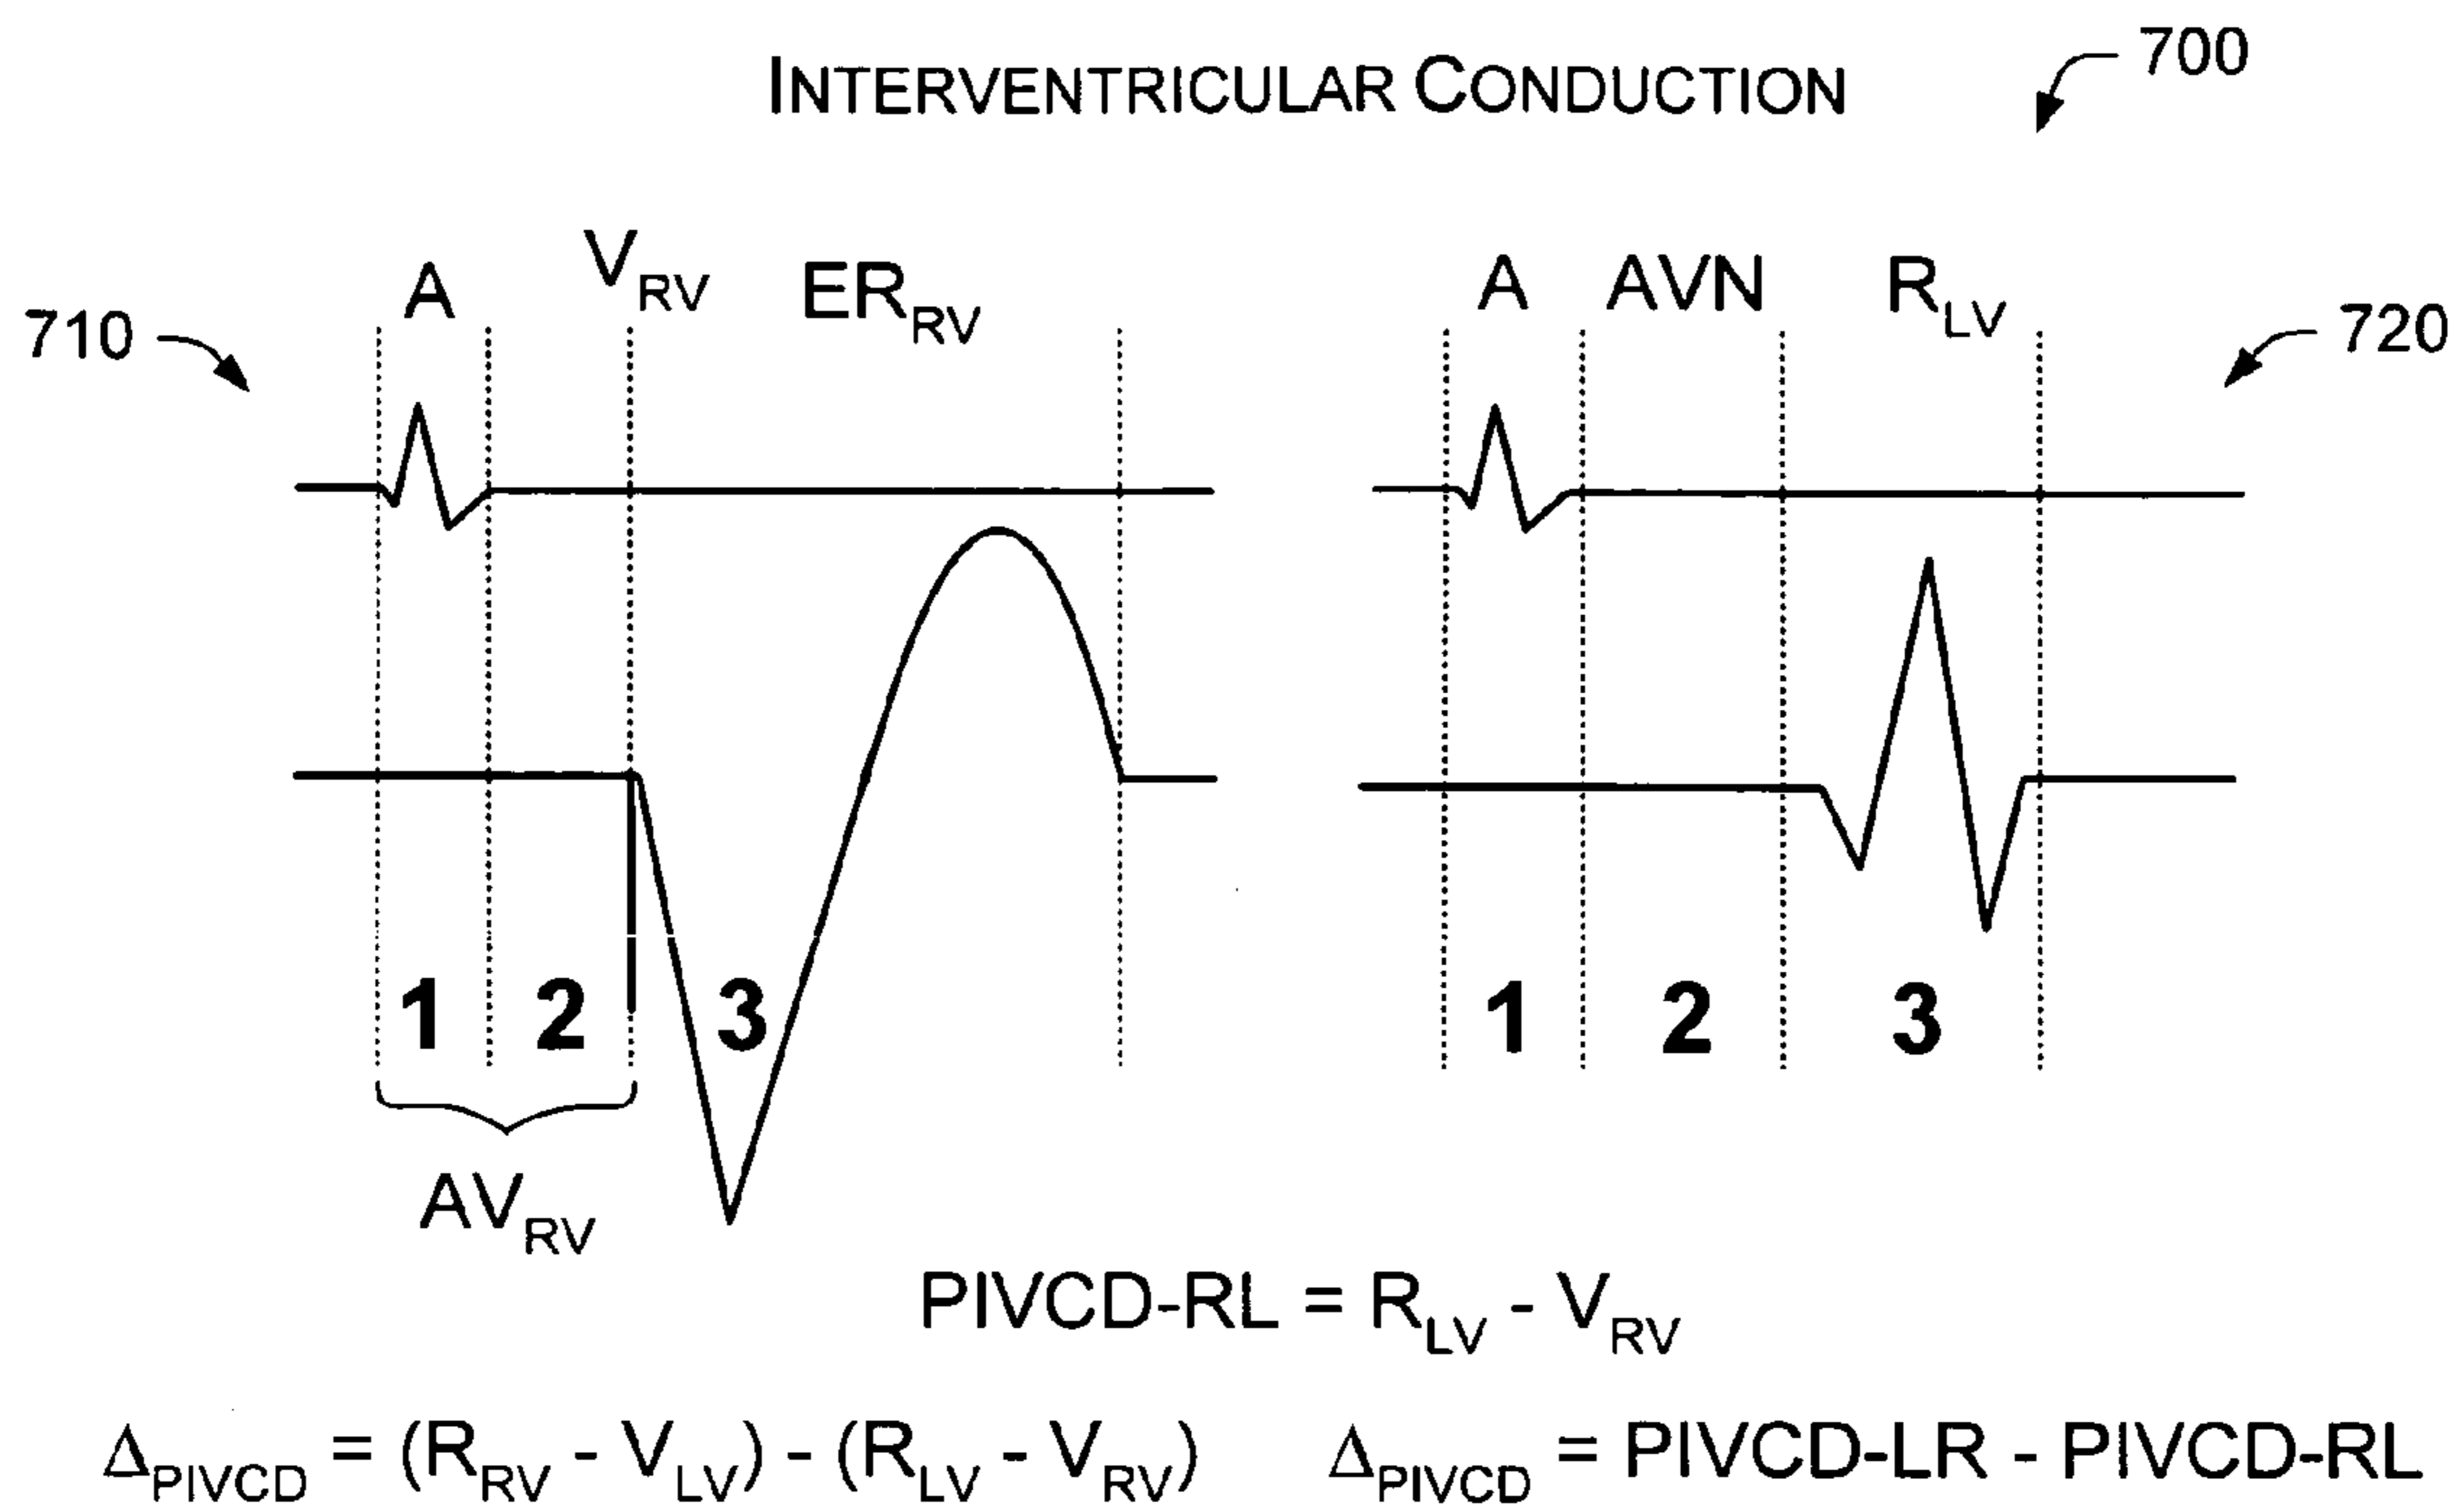 INTERVENTRICULAR CONDUCTION
700
710
A V_RV ER_RV
A AVN R_LV
720
1 2 3
1 2 3
AV_RV
PIVCD-RL = R_LV - V_RV
Δ_PIVCD = (R_RV - V_LV) - (R_LV - V_RV)
Δ_PIVCD = PIVCD-LR - PIVCD-RL